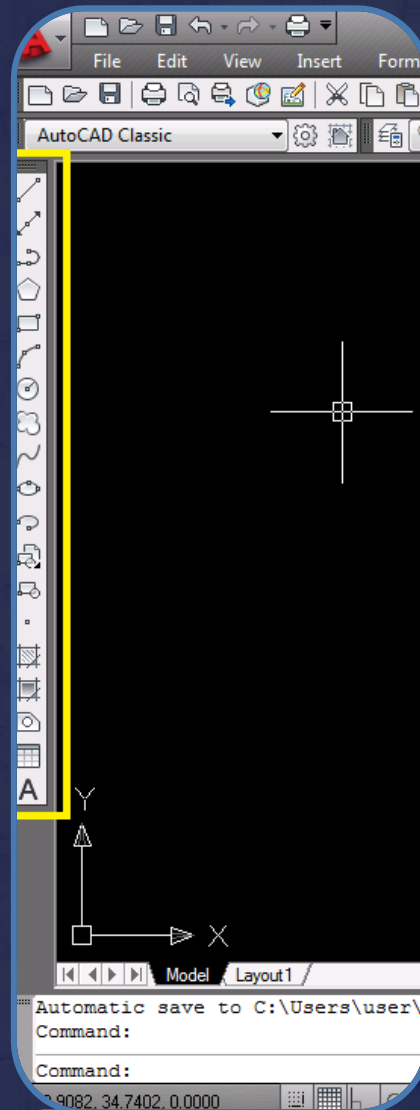 File Edit View Insert Form
AutoCAD Classic
A
Y
X
Model Layout1
Automatic save to C:\Users\user\
Command:
Command:
9082, 34.7402, 0.0000